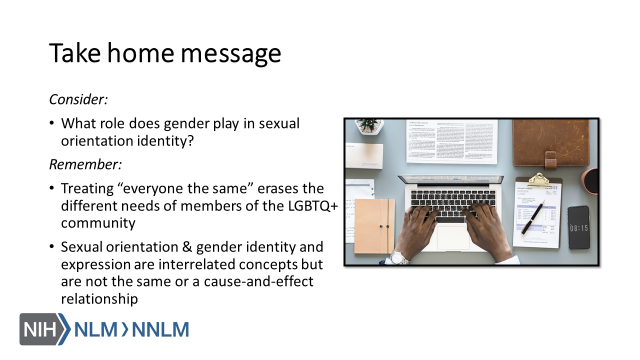 Take home message
Consider:
• What role does gender play in sexual
orientation identity?
Remember:
• Treating “everyone the same” erases the
different needs of members of the LGBTQ+
community
• Sexual orientation & gender identity and
expression are interrelated concepts but
are not the same or a cause-and-effect
relationship
08:15
NIH NLM NNLM